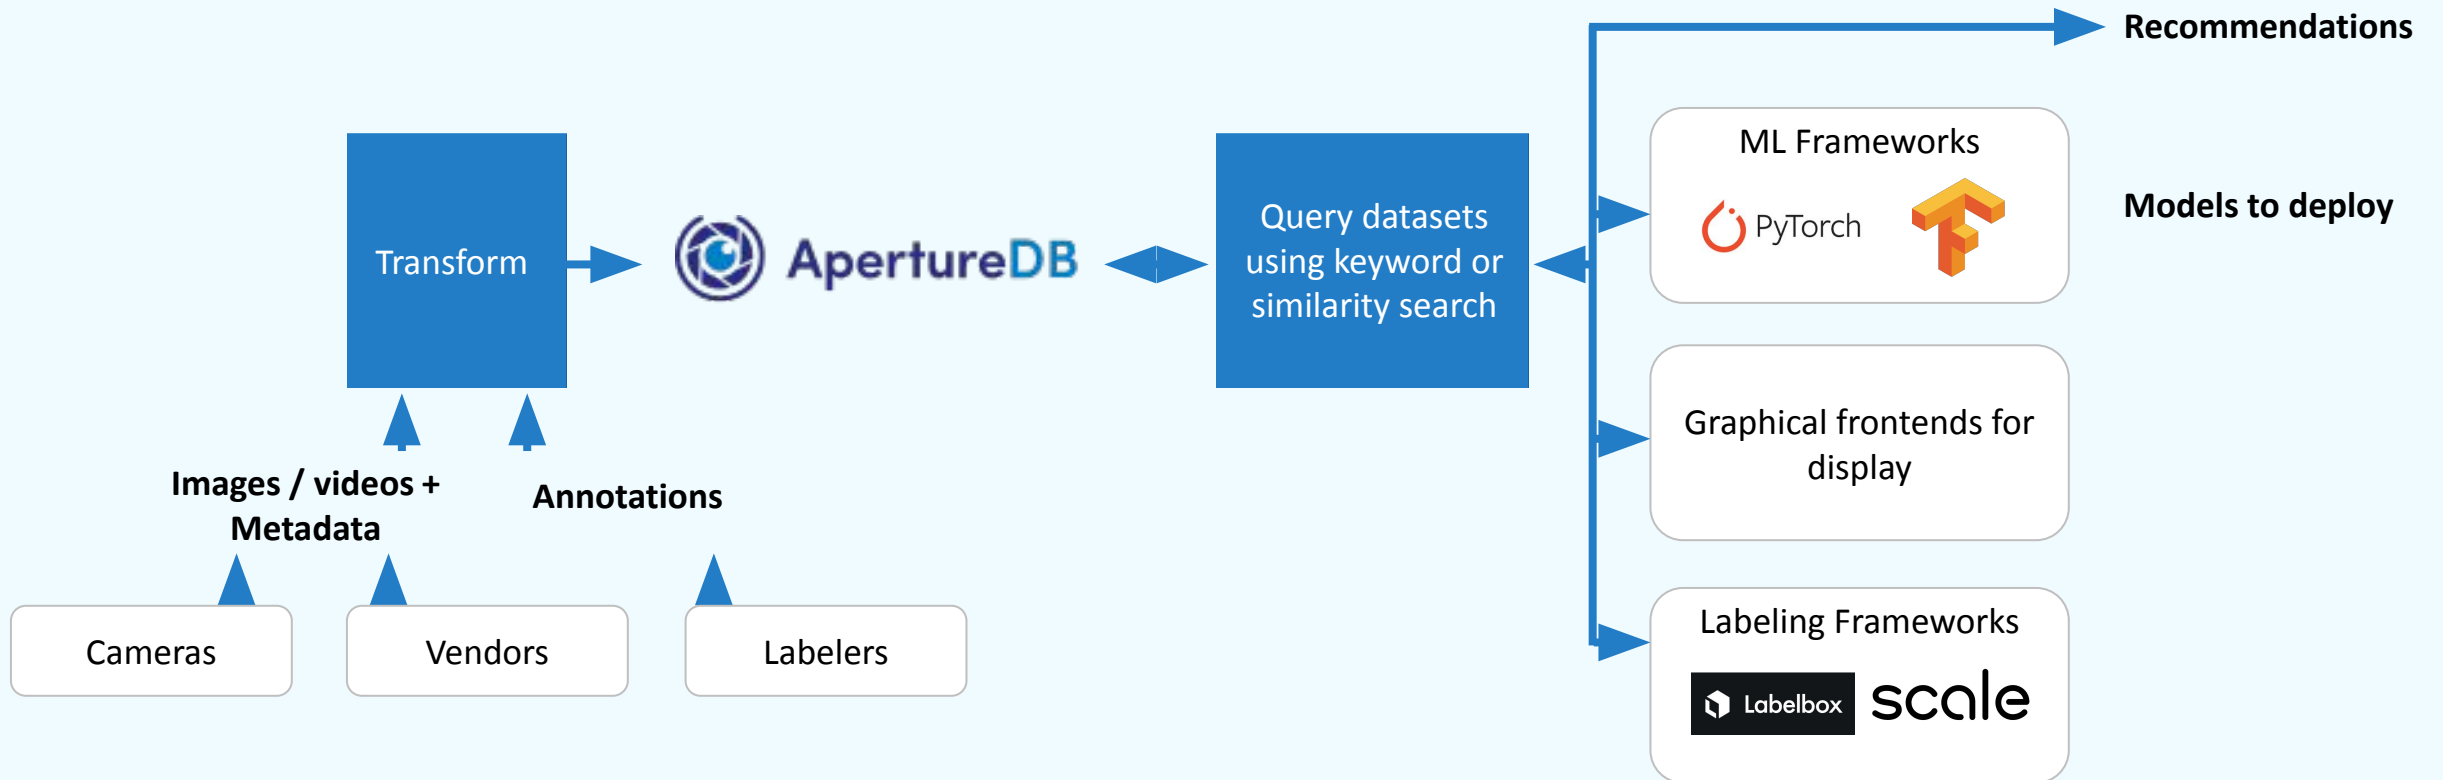 Recommendations
ML Frameworks
PyTorch
Models to deploy
Transform
ApertureDB
Query datasets
using keyword or
similarity search
Graphical frontends for
display
Images / videos +
Metadata
Annotations
Cameras
Vendors
Labelers
Labeling Frameworks
Labelbox
scale